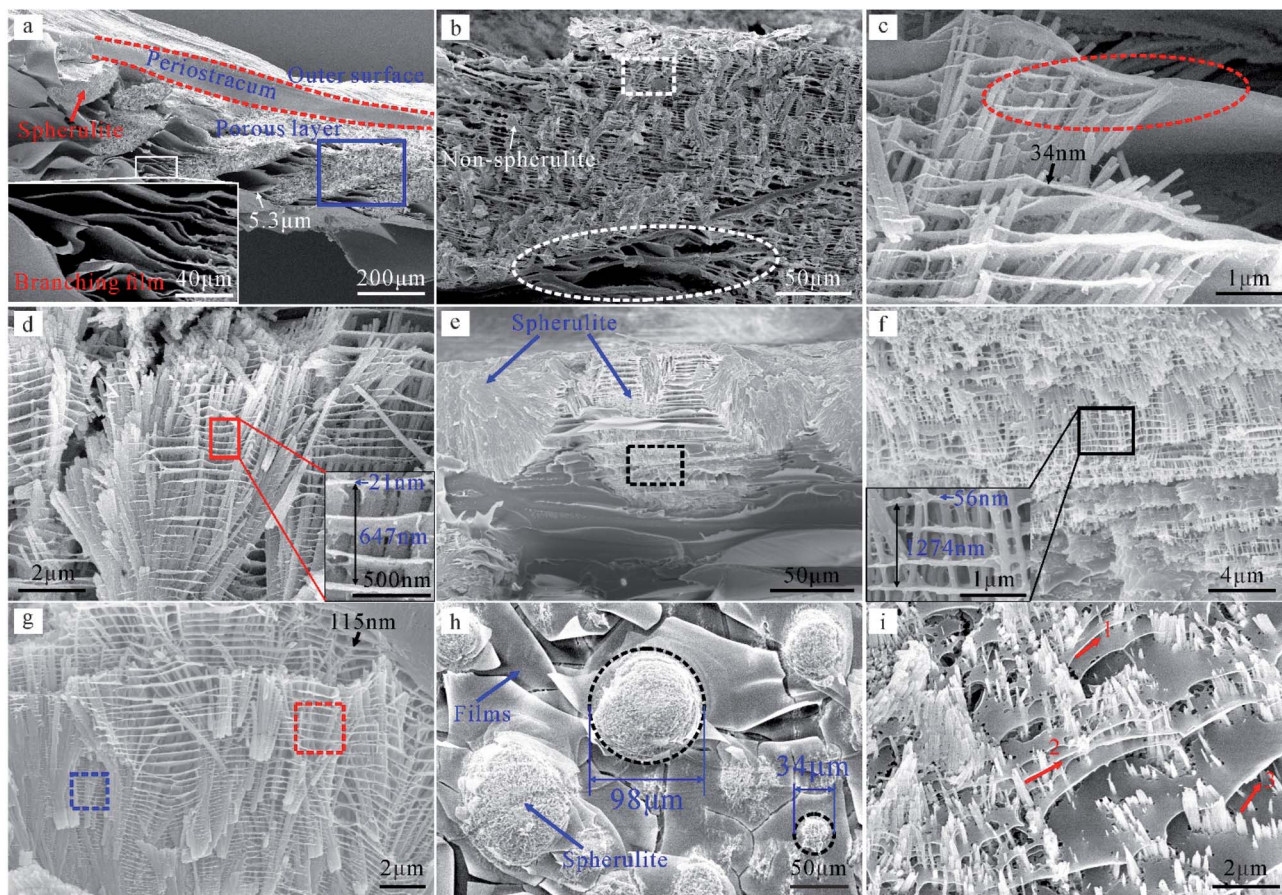 a
Outer surface
Periostracum
Spherulite
Porous layer
5.3μm
Branching film
40μm
200μm
b
Non-spherulite
50μm
c
34nm
1μm
d
21nm
647nm
500nm
2μm
e
Spherulite
50μm
f
56nm
1274nm
1μm
4μm
g
115nm
2μm
h
Films
98μm
34μm
Spherulite
50μm
i
1
2
3
2μm